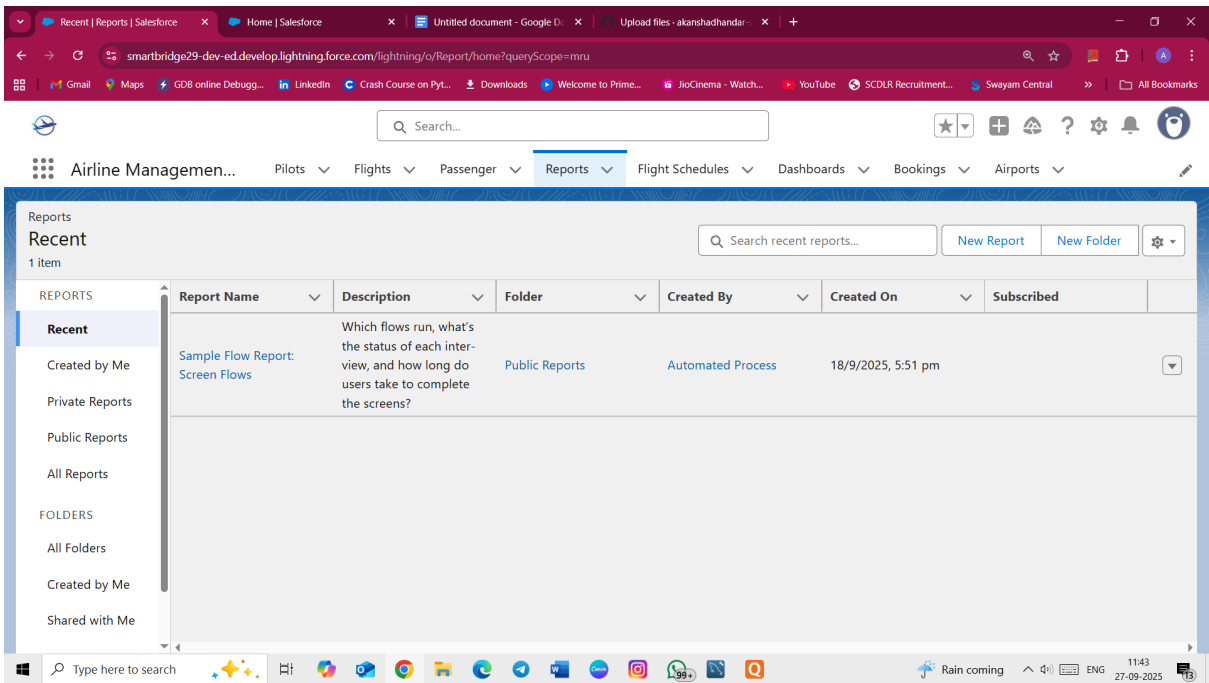 Recent | Reports | Salesforce
Home | Salesforce
Untitled document - Google Do
Upload files · akanshadhandar-s
smartbridge29-dev-ed.develop.lightning.force.com/lightning/o/Report/home?queryScope=mru
A
Gmail
Maps
GDB online Debugg...
LinkedIn
Crash Course on Pyt...
Downloads
Welcome to Prime...
JioCinema - Watch...
YouTube
SCDLR Recruitment...
Swayam Central
»
All Bookmarks
Search...
Airline Managemen...
Pilots
Flights
Passenger
Reports
Flight Schedules
Dashboards
Bookings
Airports
Reports
Recent
1 item
Search recent reports...
New Report
New Folder
REPORTS
Recent
Created by Me
Private Reports
Public Reports
All Reports
FOLDERS
All Folders
Created by Me
Shared with Me
Report Name
Description
Folder
Created By
Created On
Subscribed
Sample Flow Report:
Screen Flows
Which flows run, what's
the status of each inter-
view, and how long do
users take to complete
the screens?
Public Reports
Automated Process
18/9/2025, 5:51 pm
Type here to search
99+
Rain coming
ENG
11:43
27-09-2025
13